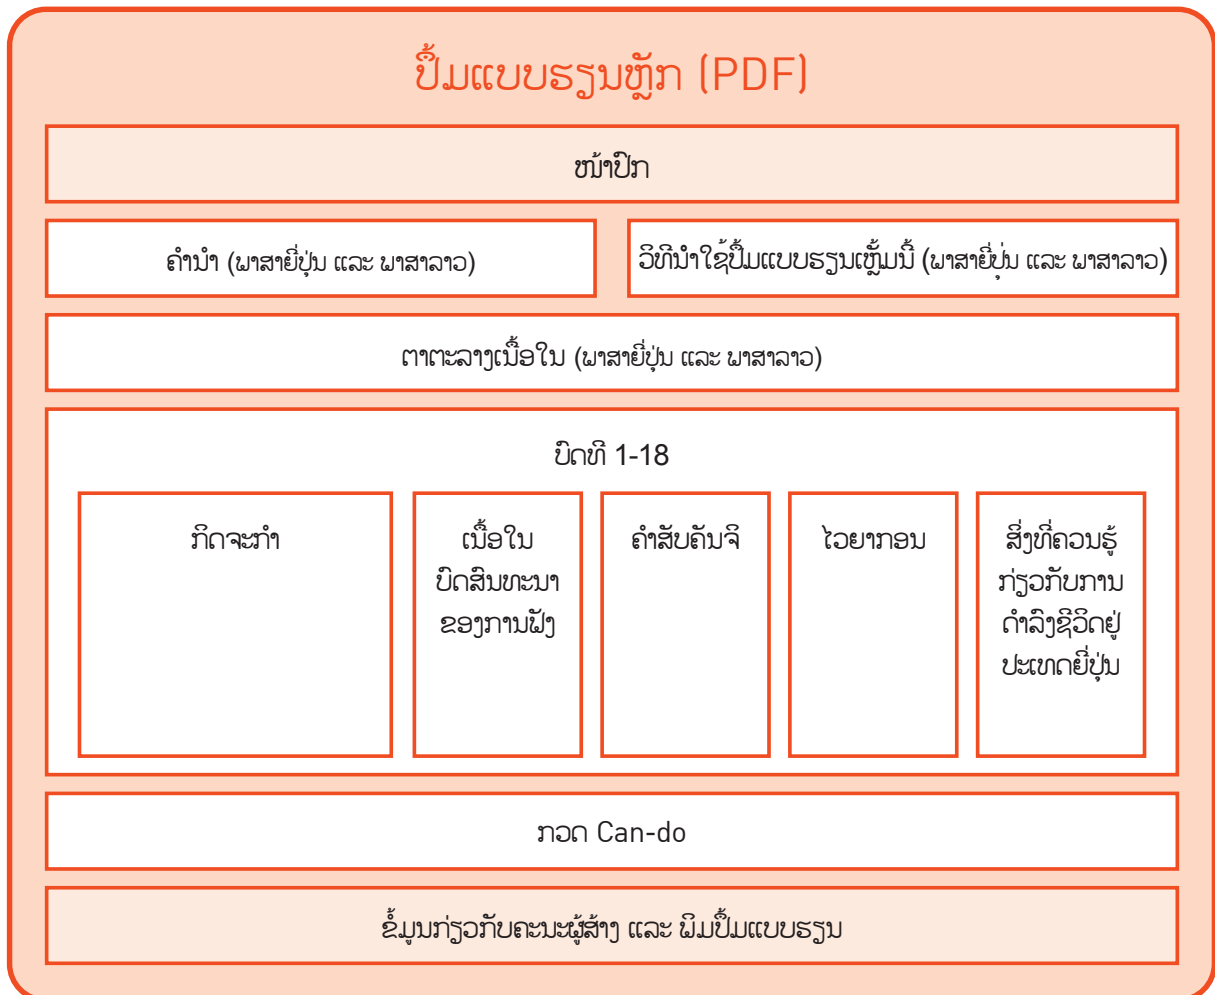 ປຶ້ມແບບຮຽນຫຼັກ (PDF)
ໜ້າປົກ
ຄຳນຳ (ພາສາຍີ່ປຸ່ນ ແລະ ພາສາລາວ)
ວິທີນຳໃຊ້ປຶ້ມແບບຮຽນເຫຼັ້ມນີ້ (ພາສາຍີ່ປຸ່ນ ແລະ ພາສາລາວ)
ຕາຕະລາງເນື້ອໃນ (ພາສາຍີ່ປຸ່ນ ແລະ ພາສາລາວ)
ບົດທີ 1-18
ກິດຈະກຳ
ເນື້ອໃນ
ບົດສົນທະນາ
ຂອງການຟັງ
ຄຳສັບຄັນຈິ
ໄວຍາກອນ
ສິ່ງທີ່ຄວນຮູ້
ກ່ຽວກັບການ
ດຳລົງຊີວິດຢູ່
ປະເທດຍີ່ປຸ່ນ
ກວດ Can-do
ຂໍ້ມູນກ່ຽວກັບຄະນະຜູ້ສ້າງ ແລະ ພິມປຶ້ມແບບຮຽນ